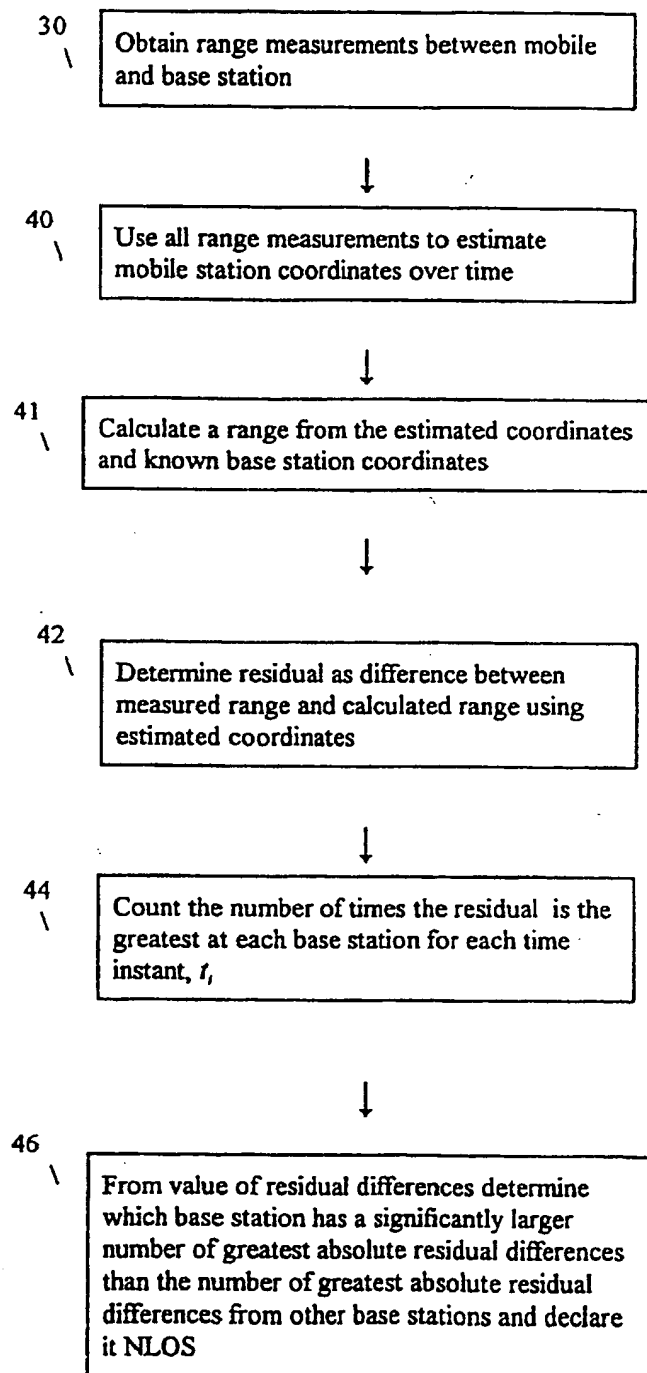 30
Obtain range measurements between mobile
and base station
40
Use all range measurements to estimate
mobile station coordinates over time
41
Calculate a range from the estimated coordinates
and known base station coordinates
42
Determine residual as difference between
measured range and calculated range using
estimated coordinates
44
Count the number of times the residual is the
greatest at each base station for each time
instant, tᵢ
46
From value of residual differences determine
which base station has a significantly larger
number of greatest absolute residual differences
than the number of greatest absolute residual
differences from other base stations and declare
it NLOS